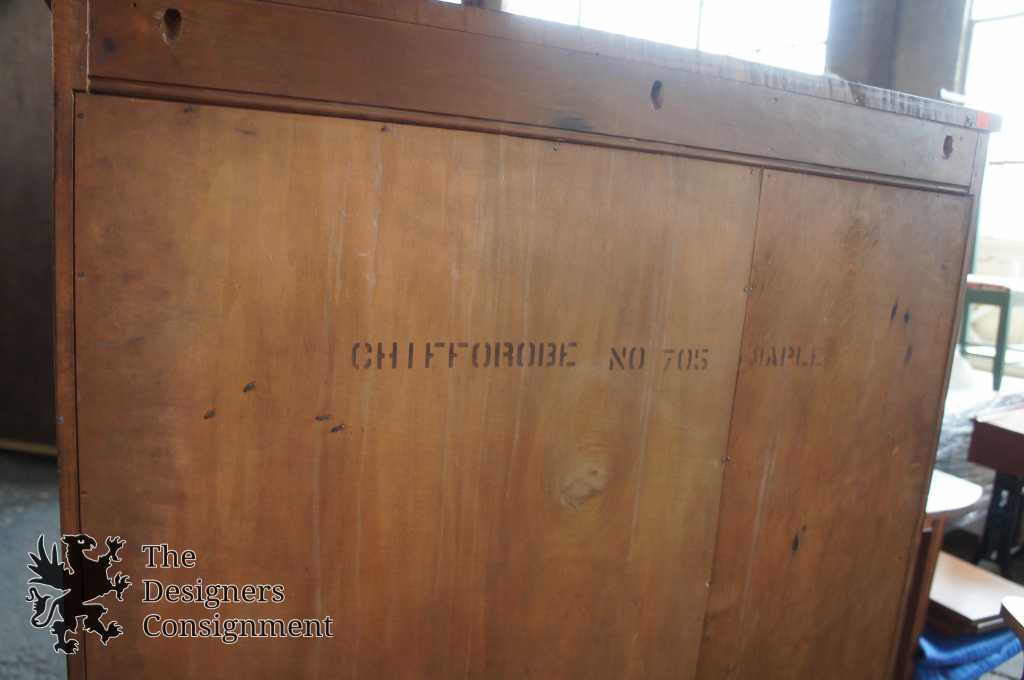 CHIFFOROBE NO 705 MAPLE
The
Designers
Consignment